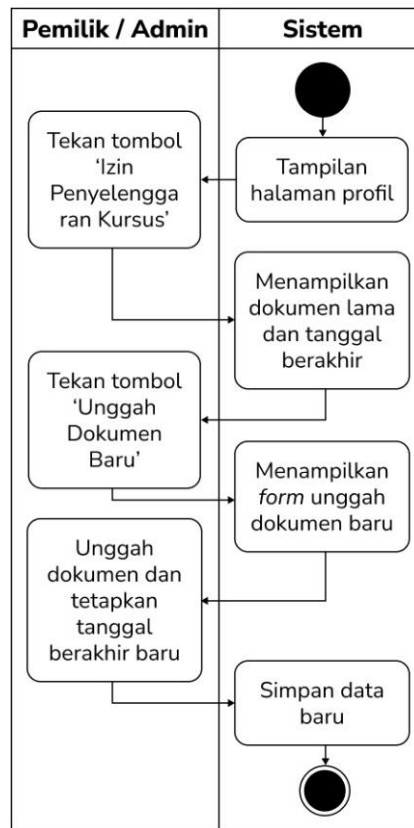 Pemilik / Admin
Sistem
Tekan tombol
‘Izin
Penyelengga
ran Kursus’
Tampilan
halaman profil
Menampilkan
dokumen lama
dan tanggal
berakhir
Tekan tombol
‘Unggah
Dokumen
Baru’
Menampilkan
form unggah
dokumen baru
Unggah
dokumen dan
tetapkan
tanggal
berakhir baru
Simpan data
baru